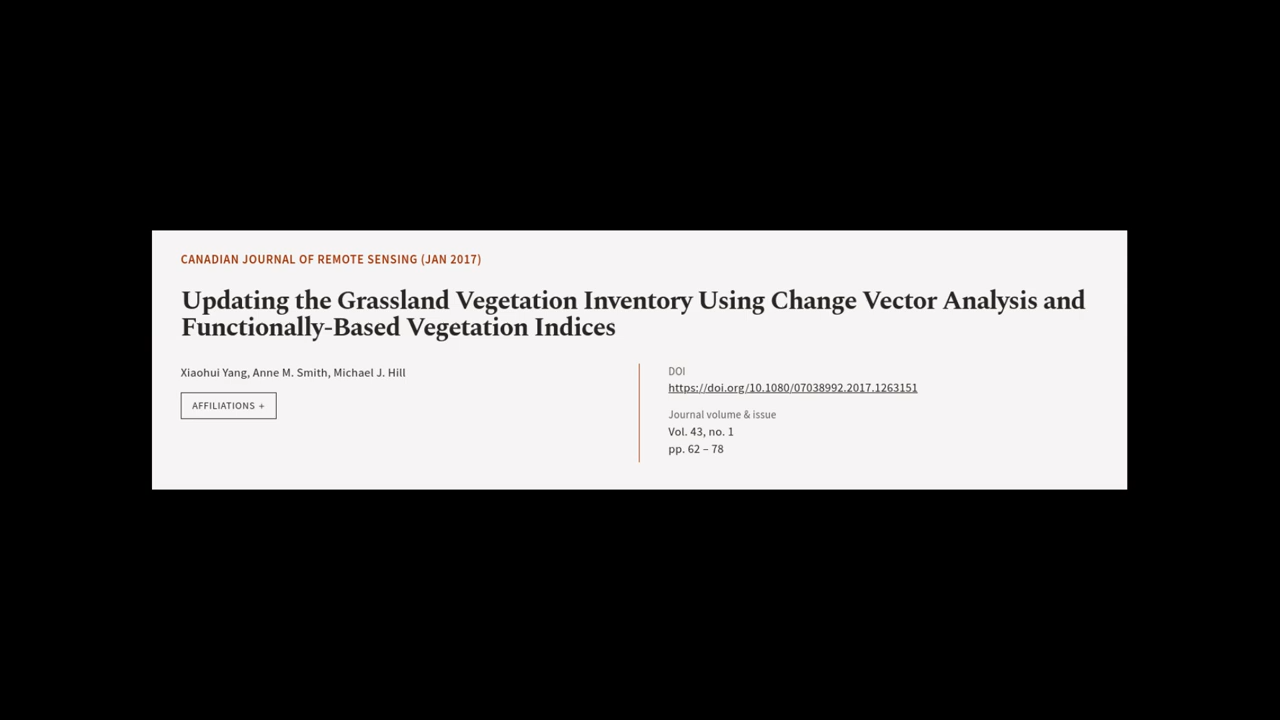 CANADIAN JOURNAL OF REMOTE SENSING (JAN 2017)
Updating the Grassland Vegetation Inventory Using Change Vector Analysis and
Functionally-Based Vegetation Indices
Xiaohui Yang, Anne M. Smith, Michael J. Hill
AFFILIATIONS +
DOI
https://doi.org/10.1080/07038992.2017.1263151
Journal volume & issue
Vol. 43, no. 1
pp. 62 – 78